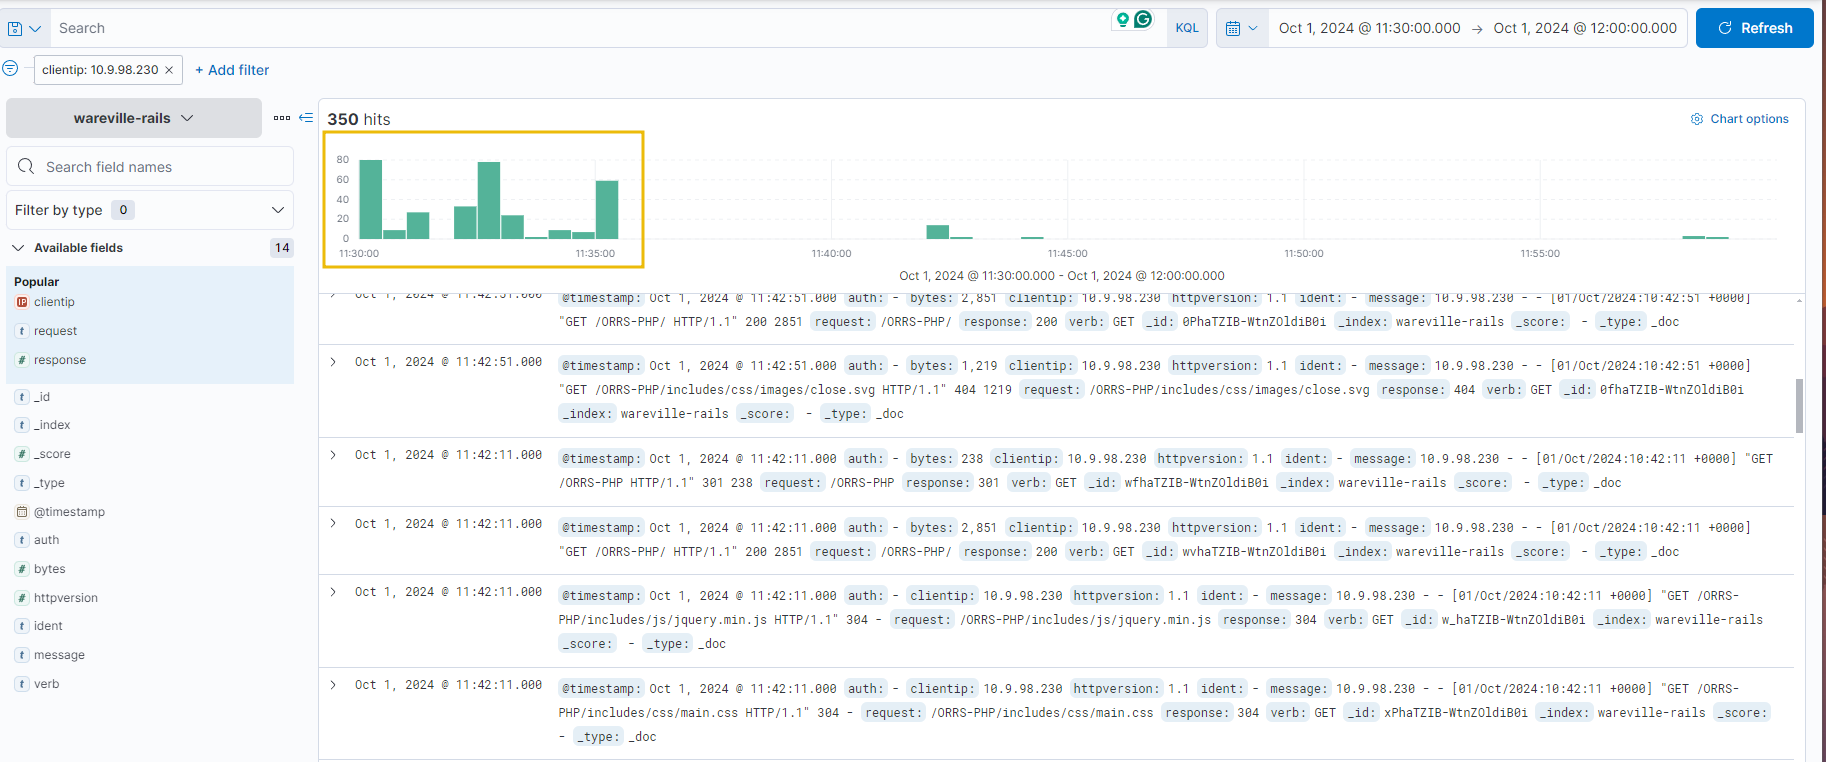 Search
KQL
Oct 1, 2024 @ 11:30:00.000 → Oct 1, 2024 @ 12:00:00.000
Refresh
clientip: 10.9.98.230 ×
+ Add filter
wareville-rails
350 hits
Chart options
Search field names
Filter by type 0
Available fields 14
Popular
IP clientip
t request
# response
t _id
t _index
# _score
t _type
@timestamp
t auth
# bytes
# httpversion
t ident
t message
t verb
80
60
40
20
0
11:30:00 11:35:00 11:40:00 11:45:00 11:50:00 11:55:00
Oct 1, 2024 @ 11:30:00.000 - Oct 1, 2024 @ 12:00:00.000
Oct 1, 2024 @ 11:42:51.000 @timestamp: Oct 1, 2024 @ 11:42:51.000 auth: - bytes: 2,851 clientip: 10.9.98.230 httpversion: 1.1 ident: - message: 10.9.98.230 - - [01/Oct/2024:10:42:51 +0000]
"GET /ORRS-PHP/ HTTP/1.1" 200 2851 request: /ORRS-PHP/ response: 200 verb: GET _id: 0PhaTZIB-WtnZOldiB0i _index: wareville-rails _score: - _type: _doc
Oct 1, 2024 @ 11:42:51.000 @timestamp: Oct 1, 2024 @ 11:42:51.000 auth: - bytes: 1,219 clientip: 10.9.98.230 httpversion: 1.1 ident: - message: 10.9.98.230 - - [01/Oct/2024:10:42:51 +0000]
"GET /ORRS-PHP/includes/css/images/close.svg HTTP/1.1" 404 1219 request: /ORRS-PHP/includes/css/images/close.svg response: 404 verb: GET _id: 0fhaTZIB-WtnZOldiB0i
_index: wareville-rails _score: - _type: _doc
Oct 1, 2024 @ 11:42:11.000 @timestamp: Oct 1, 2024 @ 11:42:11.000 auth: - bytes: 238 clientip: 10.9.98.230 httpversion: 1.1 ident: - message: 10.9.98.230 - - [01/Oct/2024:10:42:11 +0000] "GET
/ORRS-PHP HTTP/1.1" 301 238 request: /ORRS-PHP response: 301 verb: GET _id: wfhaTZIB-WtnZOldiB0i _index: wareville-rails _score: - _type: _doc
Oct 1, 2024 @ 11:42:11.000 @timestamp: Oct 1, 2024 @ 11:42:11.000 auth: - bytes: 2,851 clientip: 10.9.98.230 httpversion: 1.1 ident: - message: 10.9.98.230 - - [01/Oct/2024:10:42:11 +0000]
"GET /ORRS-PHP/ HTTP/1.1" 200 2851 request: /ORRS-PHP/ response: 200 verb: GET _id: wvhaTZIB-WtnZOldiB0i _index: wareville-rails _score: - _type: _doc
Oct 1, 2024 @ 11:42:11.000 @timestamp: Oct 1, 2024 @ 11:42:11.000 auth: - clientip: 10.9.98.230 httpversion: 1.1 ident: - message: 10.9.98.230 - - [01/Oct/2024:10:42:11 +0000] "GET /ORRS-
PHP/includes/js/jquery.min.js HTTP/1.1" 304 - request: /ORRS-PHP/includes/js/jquery.min.js response: 304 verb: GET _id: w_haTZIB-WtnZOldiB0i _index: wareville-rails
_score: - _type: _doc
Oct 1, 2024 @ 11:42:11.000 @timestamp: Oct 1, 2024 @ 11:42:11.000 auth: - clientip: 10.9.98.230 httpversion: 1.1 ident: - message: 10.9.98.230 - - [01/Oct/2024:10:42:11 +0000] "GET /ORRS-
PHP/includes/css/main.css HTTP/1.1" 304 - request: /ORRS-PHP/includes/css/main.css response: 304 verb: GET _id: xPhaTZIB-WtnZOldiB0i _index: wareville-rails _score:
- _type: _doc